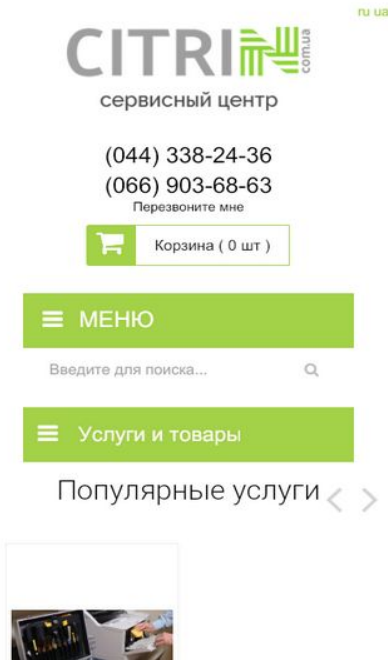 ru ua
CITRIN
com.ua
сервисный центр
(044) 338-24-36
(066) 903-68-63
Перезвоните мне
Корзина ( 0 шт )
МЕНЮ
Введите для поиска...
Услуги и товары
Популярные услуги